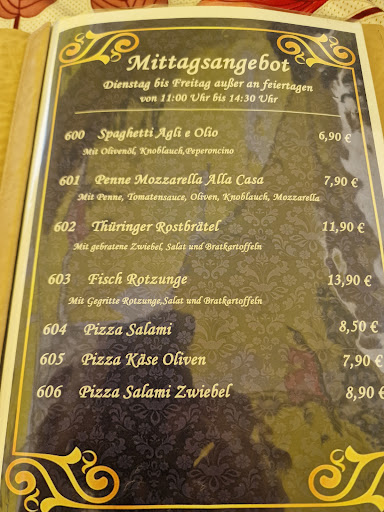 Mittagsangebot
Dienstag bis Freitag außer an feiertagen
von 11:00 Uhr bis 14:30 Uhr
600 Spaghetti Agli e Olio 6,90 €
Mit Olivenöl, Knoblauch,Peperoncino
601 Penne Mozzarella Alla Casa 7,90 €
Mit Penne, Tomatensauce, Oliven, Knoblauch, Mozzarella
602 Thüringer Rostbrätel 11,90 €
Mit gebratene Zwiebel, Salat und Bratkartoffeln
603 Fisch Rotzunge 13,90 €
Mit Gegritte Rotzunge,Salat und Bratkartoffeln
604 Pizza Salami 8,50 €
605 Pizza Käse Oliven 7,90 €
606 Pizza Salami Zwiebel 8,90 €